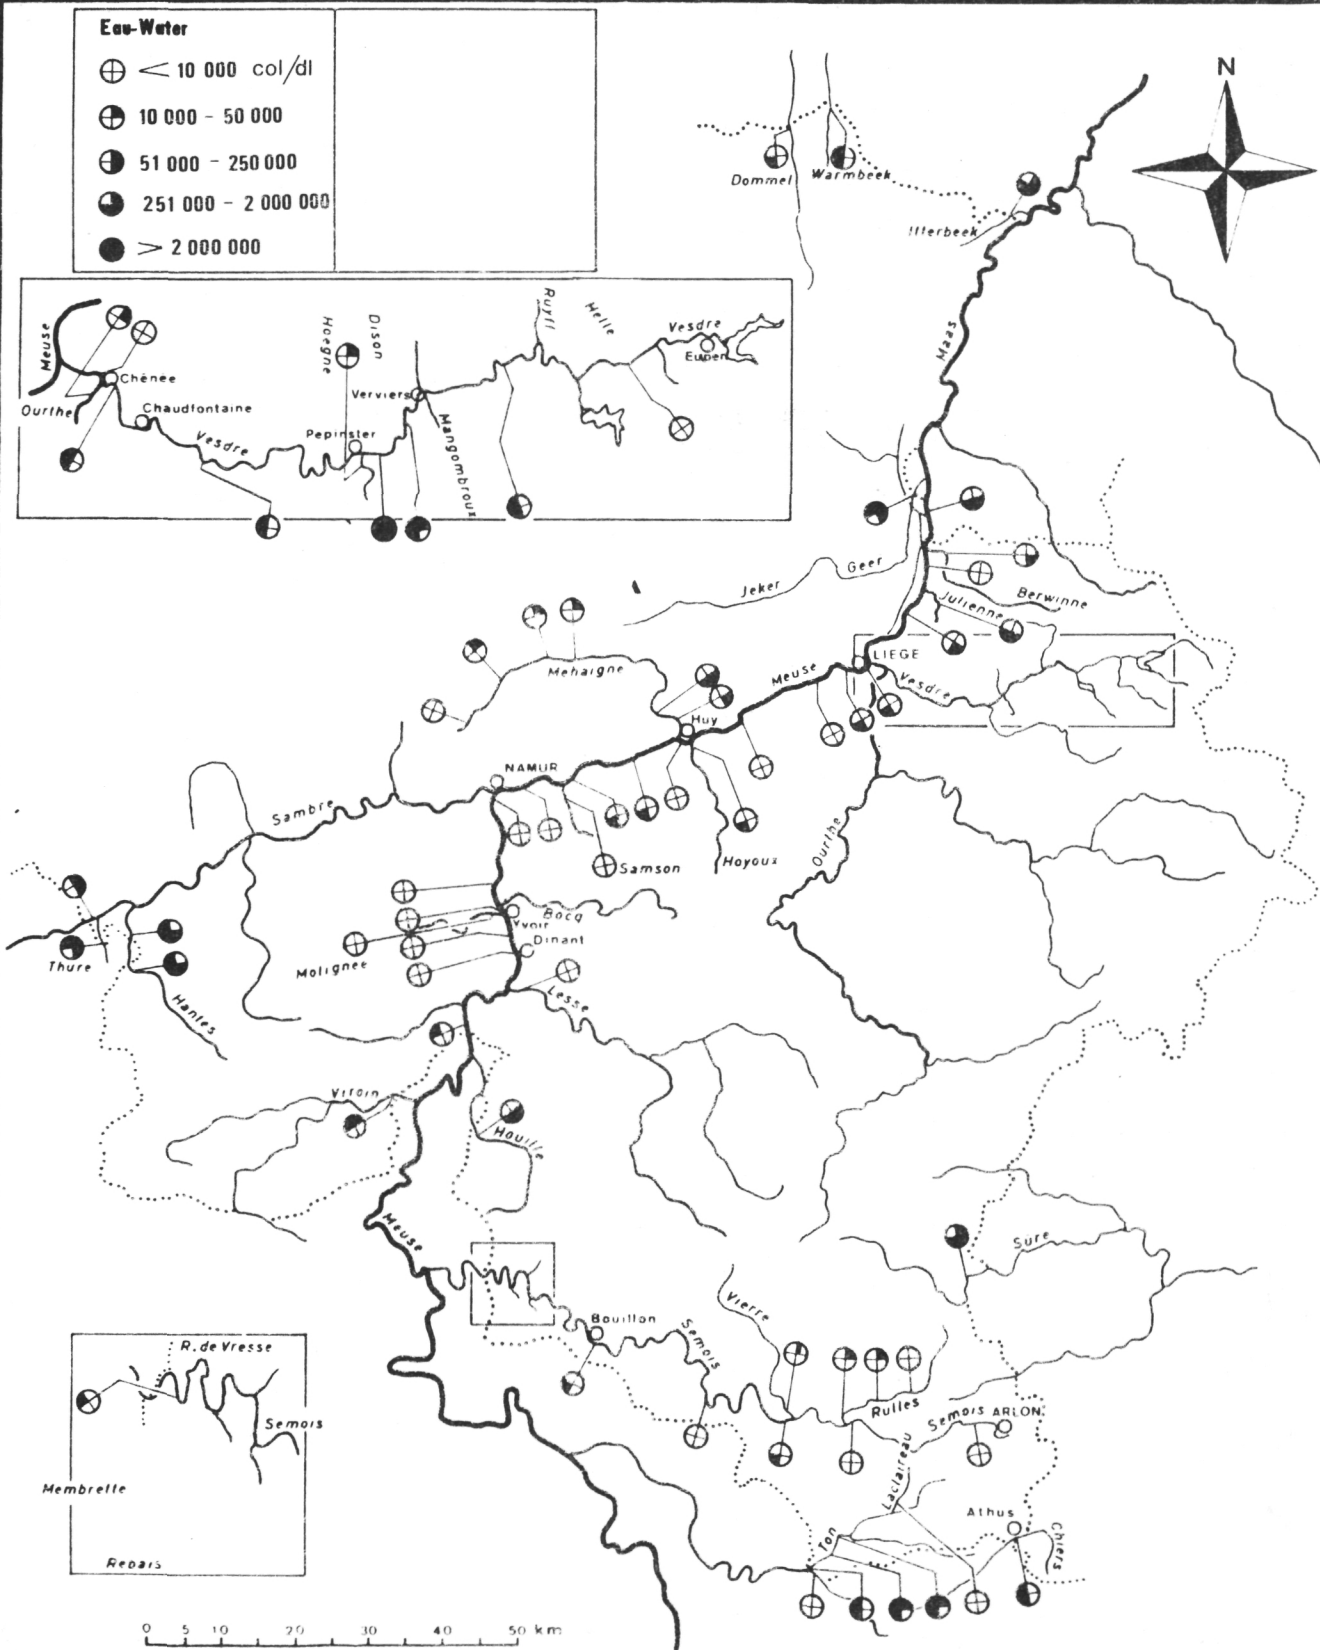 Eau-Water
< 10 000 col/dl
10 000 - 50 000
51 000 - 250 000
251 000 - 2 000 000
> 2 000 000
N
Dommel
Warmbeek
Itterbeek
Maas
Meuse
Ourthe
Chênée
Chaudfontaine
Vesdre
Hoegne
Dison
Pepinster
Verviers
Mangombroux
Ruyff
Helle
Vesdre
Eupen
Jeker
Geer
Berwinne
Julienne
LIEGE
Vesdre
Mehaigne
Meuse
Huy
NAMUR
Sambre
Samson
Hoyoux
Ourthe
Bocq
Yvoir
Dinant
Molignée
Thure
Hantes
Lesse
Viroin
Houille
Meuse
Sure
Bouillon
Semois
Vierre
Rulles
Semois
ARLON
Laclaireau
Ton
Athus
Chiers
R. de Vresse
Semois
Membrette
Rebais
0 5 10 20 30 40 50 km